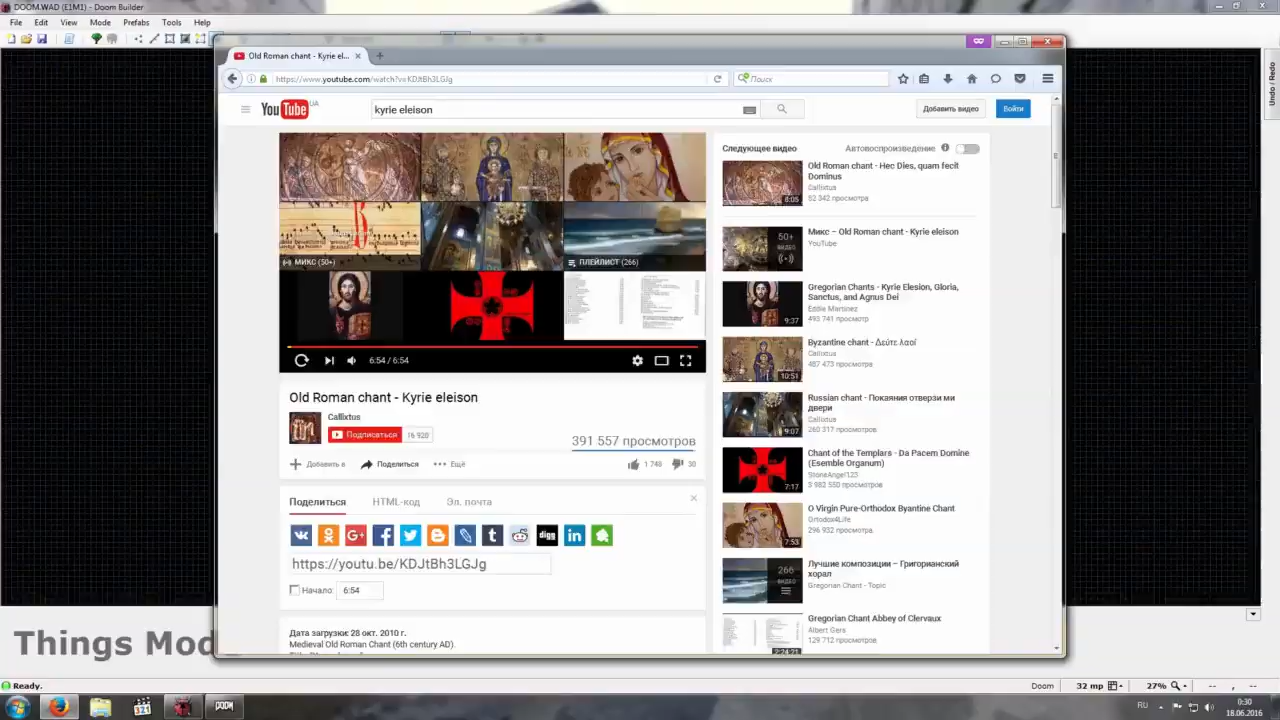 DOOM.WAD (E1M1) - Doom Builder
File Edit View Mode Prefabs Tools Help
Old Roman chant - Kyrie el...
https://www.youtube.com/watch?v=KDJtBh3LGJg
Поиск
YouTube UA
kyrie eleison
Добавить видео
Войти
Undo / Redo
МИКС (50+)
ПЛЕЙЛИСТ (266)
6:54 / 6:54
Old Roman chant - Kyrie eleison
Callixtus
Подписаться 16 920
391 557 просмотров
Добавить в Поделиться Ещё
1 740 30
Поделиться HTML-код Эл. почта
digg
https://youtu.be/KDJtBh3LGJg
Начало: 6:54
Дата загрузки: 28 окт. 2010 г.
Medieval Old Roman Chant (6th century AD)
Следующее видео
Автовоспроизведение
Old Roman chant - Hec Dies, quam fecit
Dominus
Callixtus
52 342 просмотра
8:05
Микс – Old Roman chant - Kyrie eleison
YouTube
50+
ВИДЕО
Gregorian Chants - Kyrie Elesion, Gloria,
Sanctus, and Agnus Dei
Eddie Martinez
493 741 просмотр
9:37
Byzantine chant - Δεύτε λαοί
Callixtus
487 473 просмотра
10:51
Russian chant - Покаяния отверзи ми
двери
Callixtus
260 317 просмотров
9:07
Chant of the Templars - Da Pacem Domine
(Esemble Organum)
StoneAngel123
3 982 550 просмотров
7:17
O Virgin Pure-Orthodox Byantine Chant
Ortodox4Life
296 932 просмотра
7:53
Лучшие композиции – Григорианский
хорал
Gregorian Chant - Topic
266
ВИДЕО
Gregorian Chant Abbey of Clervaux
Albert Gers
129 712 просмотров
2:24:21
Things Mod
Ready.
Doom 32 mp 27% --, --
DOOM
RU
0:30
18.06.2016